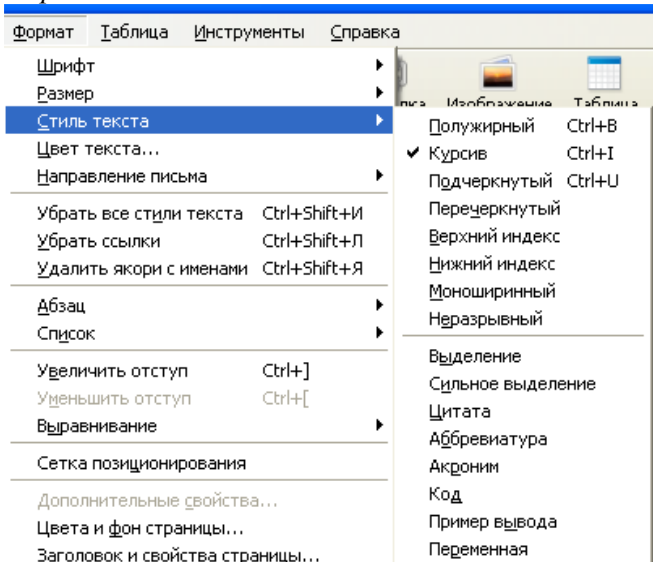 Формат Таблица Инструменты Справка
Изображение Таблица
Шрифт
Размер
Стиль текста
Цвет текста...
Направление письма
Убрать все стили текста Ctrl+Shift+И
Убрать ссылки Ctrl+Shift+Л
Удалить якори с именами Ctrl+Shift+Я
Абзац
Список
Увеличить отступ Ctrl+]
Уменьшить отступ Ctrl+[
Выравнивание
Сетка позиционирования
Дополнительные свойства...
Цвета и фон страницы...
Заголовок и свойства страницы...
Полужирный Ctrl+B
Курсив Ctrl+I
Подчеркнутый Ctrl+U
Перечеркнутый
Верхний индекс
Нижний индекс
Моноширинный
Неразрывный
Выделение
Сильное выделение
Цитата
Аббревиатура
Акроним
Код
Пример вывода
Переменная